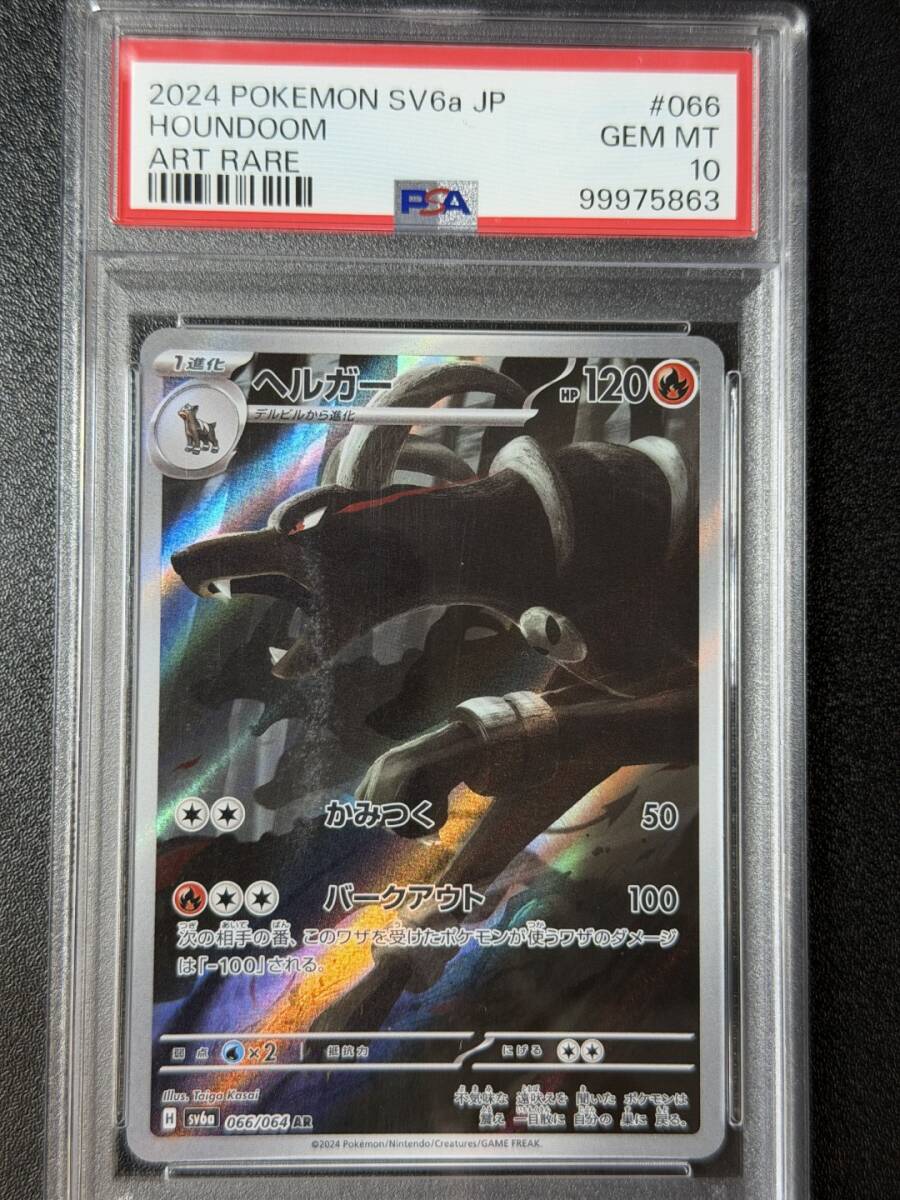 2024 POKEMON SV6a JP #066
HOUNDOOM GEM MT
ART RARE 10
PSA 99975863
1進化
ヘルガー HP120
デルビルから進化
かみつく 50
バークアウト 100
次の相手の番、このワザを受けたポケモンが使うワザのダメージ
は「-100」される。
弱点 ×2 抵抗力 にげる
Illus. Taiga Kasai
不気味な 遠吠えを 聞いた ポケモンは
震え 一目散に 自分の 巣に 戻る。
H sv6a 066/064 AR
©2024 Pokémon/Nintendo/Creatures/GAME FREAK.